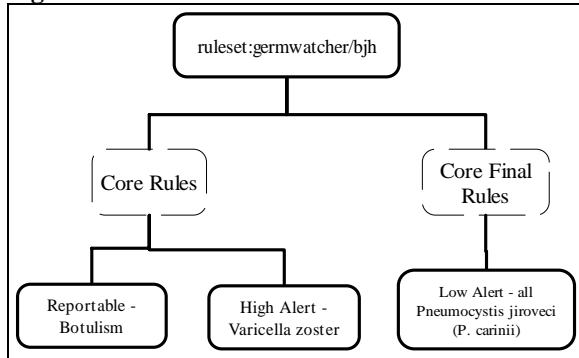 ruleset:germwatcher/bjh
Core Rules
Core Final
Rules
Reportable -
Botulism
High Alert -
Varicella zoster
Low Alert - all
Pneumocystis jiroveci
(P. carinii)